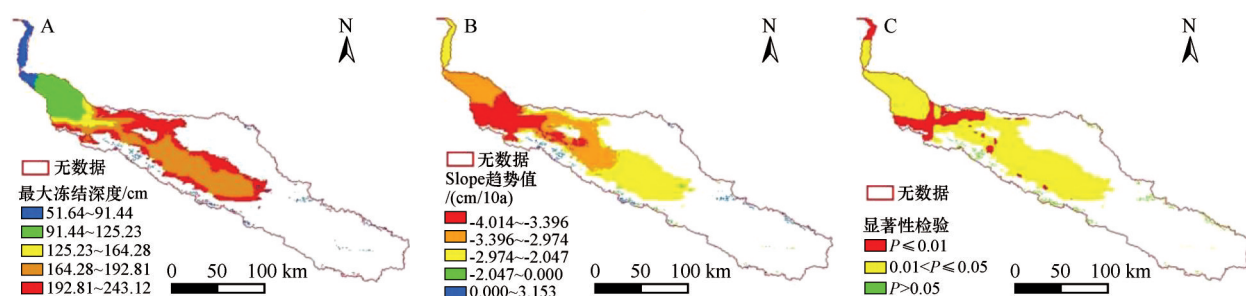 A
N
无数据
最大冻结深度/cm
51.64~91.44
91.44~125.23
125.23~164.28
164.28~192.81
192.81~243.12
0 50 100 km
B
N
无数据
Slope趋势值
/(cm/10a)
-4.014~-3.396
-3.396~-2.974
-2.974~-2.047
-2.047~0.000
0.000~3.153
0 50 100 km
C
N
无数据
显著性检验
P≤0.01
0.01<P≤0.05
P>0.05
0 50 100 km